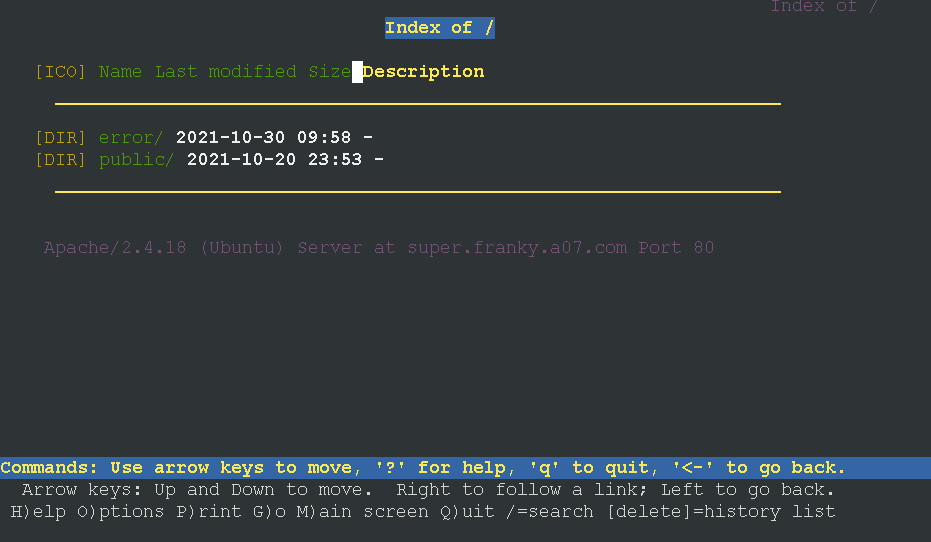 Index of /
Index of /
[ICO] Name Last modified Size Description
[DIR] error/ 2021-10-30 09:58 -
[DIR] public/ 2021-10-20 23:53 -
Apache/2.4.18 (Ubuntu) Server at super.franky.a07.com Port 80
Commands: Use arrow keys to move, '?' for help, 'q' to quit, '<-' to go back.
Arrow keys: Up and Down to move.  Right to follow a link; Left to go back.
H)elp O)ptions P)rint G)o M)ain screen Q)uit /=search [delete]=history list